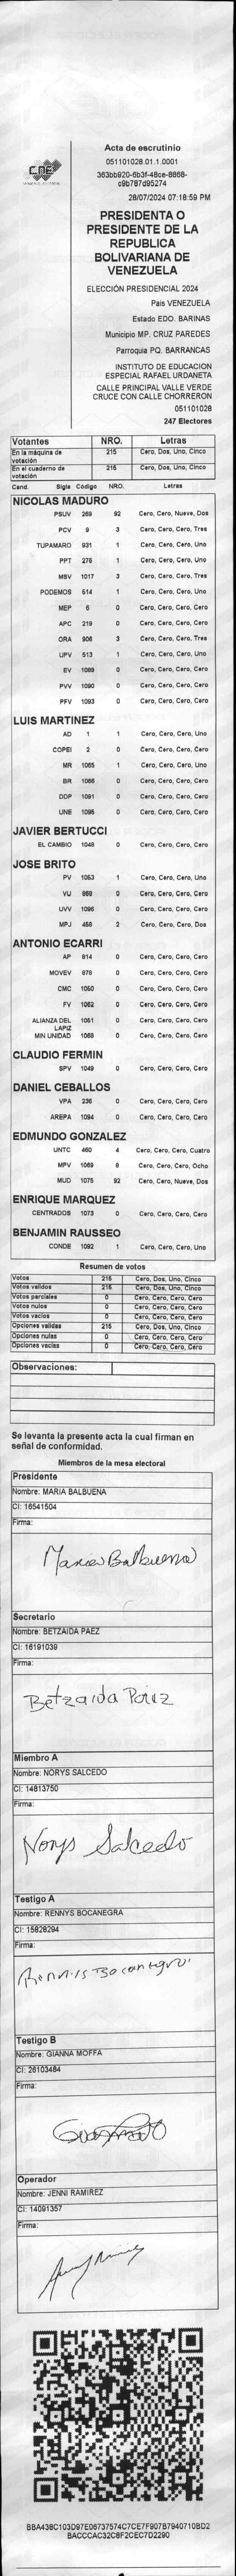 CNE
Acta de escrutinio
051101028.01.1.0001
363bb920-6b3f-48ce-8868-
c9b787d95274
28/07/2024 07:18:59 PM
PRESIDENTA O
PRESIDENTE DE LA
REPUBLICA
BOLIVARIANA DE
VENEZUELA
ELECCIÓN PRESIDENCIAL 2024
Pais VENEZUELA
Estado EDO. BARINAS
Municipio MP. CRUZ PAREDES
Parroquia PQ. BARRANCAS
INSTITUTO DE EDUCACION
ESPECIAL RAFAEL URDANETA
CALLE PRINCIPAL VALLE VERDE
CRUCE CON CALLE CHORRERON
051101028
247 Electores
Votantes NRO. Letras
En la máquina de votación 215 Cero, Dos, Uno, Cinco
En el cuaderno de votación 215 Cero, Dos, Uno, Cinco
Cand. Sigla Codigo NRO. Letras
NICOLAS MADURO
PSUV 269 92 Cero, Cero, Nueve, Dos
PCV 9 3 Cero, Cero, Cero, Tres
TUPAMARO 931 1 Cero, Cero, Cero, Uno
PPT 276 1 Cero, Cero, Cero, Uno
MSV 1017 3 Cero, Cero, Cero, Tres
PODEMOS 514 1 Cero, Cero, Cero, Uno
MEP 6 0 Cero, Cero, Cero, Cero
APC 219 0 Cero, Cero, Cero, Cero
ORA 906 3 Cero, Cero, Cero, Tres
UPV 513 1 Cero, Cero, Cero, Uno
EV 1089 0 Cero, Cero, Cero, Cero
PVV 1090 0 Cero, Cero, Cero, Cero
PFV 1093 0 Cero, Cero, Cero, Cero
LUIS MARTINEZ
AD 1 1 Cero, Cero, Cero, Uno
COPEI 2 0 Cero, Cero, Cero, Cero
MR 1065 1 Cero, Cero, Cero, Uno
BR 1066 0 Cero, Cero, Cero, Cero
DDP 1091 0 Cero, Cero, Cero, Cero
UNE 1095 0 Cero, Cero, Cero, Cero
JAVIER BERTUCCI
EL CAMBIO 1048 0 Cero, Cero, Cero, Cero
JOSE BRITO
PV 1053 1 Cero, Cero, Cero, Uno
VU 869 0 Cero, Cero, Cero, Cero
UVV 1096 0 Cero, Cero, Cero, Cero
MPJ 458 2 Cero, Cero, Cero, Dos
ANTONIO ECARRI
AP 814 0 Cero, Cero, Cero, Cero
MOVEV 878 0 Cero, Cero, Cero, Cero
CMC 1050 0 Cero, Cero, Cero, Cero
FV 1062 0 Cero, Cero, Cero, Cero
ALIANZA DEL LAPIZ 1051 0 Cero, Cero, Cero, Cero
MIN UNIDAD 1068 0 Cero, Cero, Cero, Cero
CLAUDIO FERMIN
SPV 1049 0 Cero, Cero, Cero, Cero
DANIEL CEBALLOS
VPA 236 0 Cero, Cero, Cero, Cero
AREPA 1094 0 Cero, Cero, Cero, Cero
EDMUNDO GONZALEZ
UNTC 460 4 Cero, Cero, Cero, Cuatro
MPV 1069 8 Cero, Cero, Cero, Ocho
MUD 1075 92 Cero, Cero, Nueve, Dos
ENRIQUE MARQUEZ
CENTRADOS 1073 0 Cero, Cero, Cero, Cero
BENJAMIN RAUSSEO
CONDE 1092 1 Cero, Cero, Cero, Uno
Resumen de votos
Votos 215 Cero, Dos, Uno, Cinco
Votos validos 215 Cero, Dos, Uno, Cinco
Votos parciales 0 Cero, Cero, Cero, Cero
Votos nulos 0 Cero, Cero, Cero, Cero
Votos vacios 0 Cero, Cero, Cero, Cero
Opciones validas 215 Cero, Dos, Uno, Cinco
Opciones nulas 0 Cero, Cero, Cero, Cero
Opciones vacias 0 Cero, Cero, Cero, Cero
Observaciones:
Se levanta la presente acta la cual firman en
señal de conformidad.
Miembros de la mesa electoral
Presidente
Nombre: MARIA BALBUENA
CI: 16541504
Firma:
Maria Balbuena
Secretario
Nombre: BETZAIDA PAEZ
CI: 16191039
Firma:
Betzaida Paez
Miembro A
Nombre: NORYS SALCEDO
CI: 14813750
Firma:
Norys Salcedo
Testigo A
Nombre: RENNYS BOCANEGRA
CI: 15828294
Firma:
Rennis Bocanegra
Testigo B
Nombre: GIANNA MOFFA
CI: 26103484
Firma:
Operador
Nombre: JENNI RAMIREZ
CI: 14091357
Firma:
BBA438C103D97E06737574C7CE7F907B7940710BD2
BACCCAC32C8F2CEC7D2290